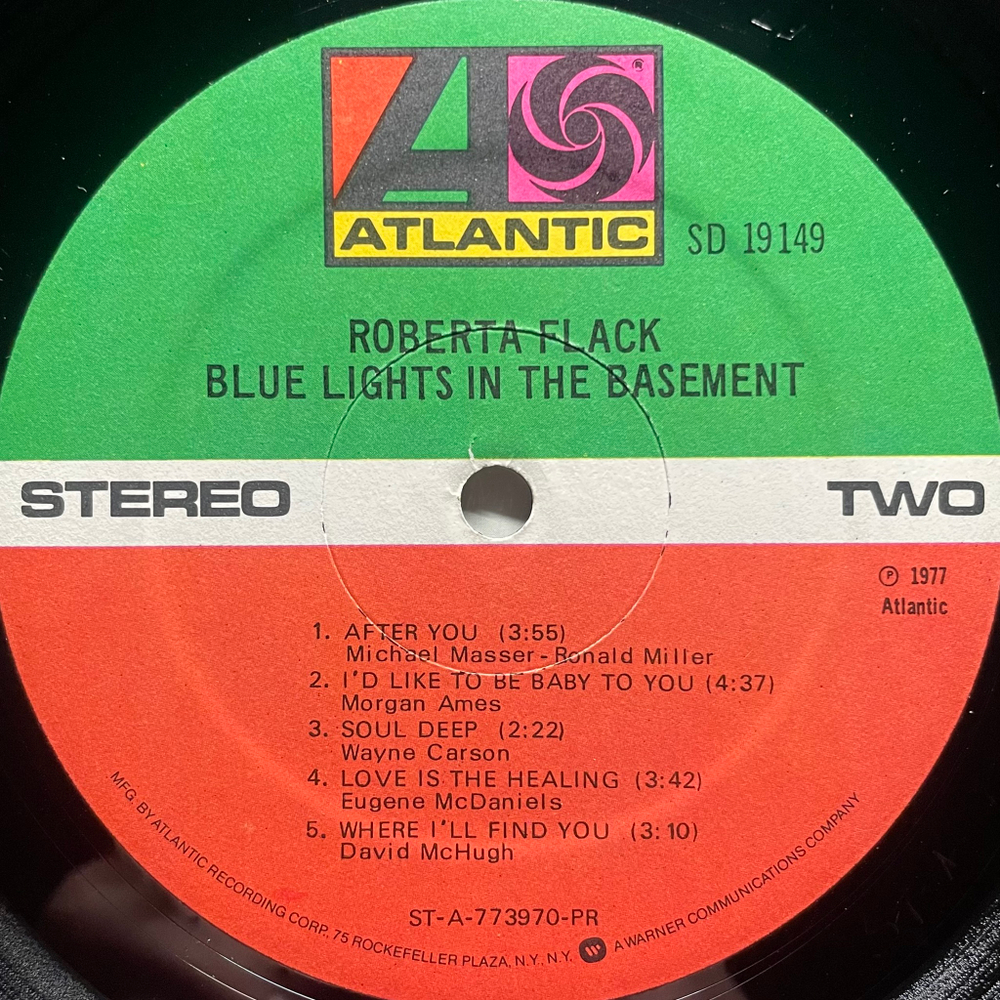 ATLANTIC
®
SD 19149
ROBERTA FLACK
BLUE LIGHTS IN THE BASEMENT
STEREO
TWO
Ⓟ 1977
Atlantic
1. AFTER YOU (3:55)
Michael Masser-Ronald Miller
2. I'D LIKE TO BE BABY TO YOU (4:37)
Morgan Ames
3. SOUL DEEP (2:22)
Wayne Carson
4. LOVE IS THE HEALING (3:42)
Eugene McDaniels
5. WHERE I'LL FIND YOU (3:10)
David McHugh
ST-A-773970-PR
MFG. BY ATLANTIC RECORDING CORP., 75 ROCKEFELLER PLAZA, N.Y., N.Y. A WARNER COMMUNICATIONS COMPANY